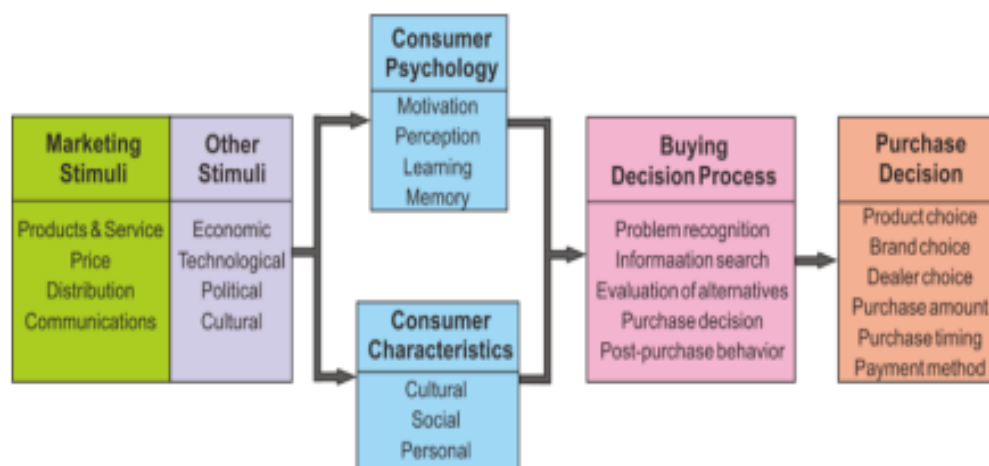 Marketing
Stimuli
Products & Service
Price
Distribution
Communications
Other
Stimuli
Economic
Technological
Political
Cultural
Consumer
Psychology
Motivation
Perception
Learning
Memory
Consumer
Characteristics
Cultural
Social
Personal
Buying
Decision Process
Problem recognition
Informaation search
Evaluation of alternatives
Purchase decision
Post-purchase behavior
Purchase
Decision
Product choice
Brand choice
Dealer choice
Purchase amount
Purchase timing
Payment method